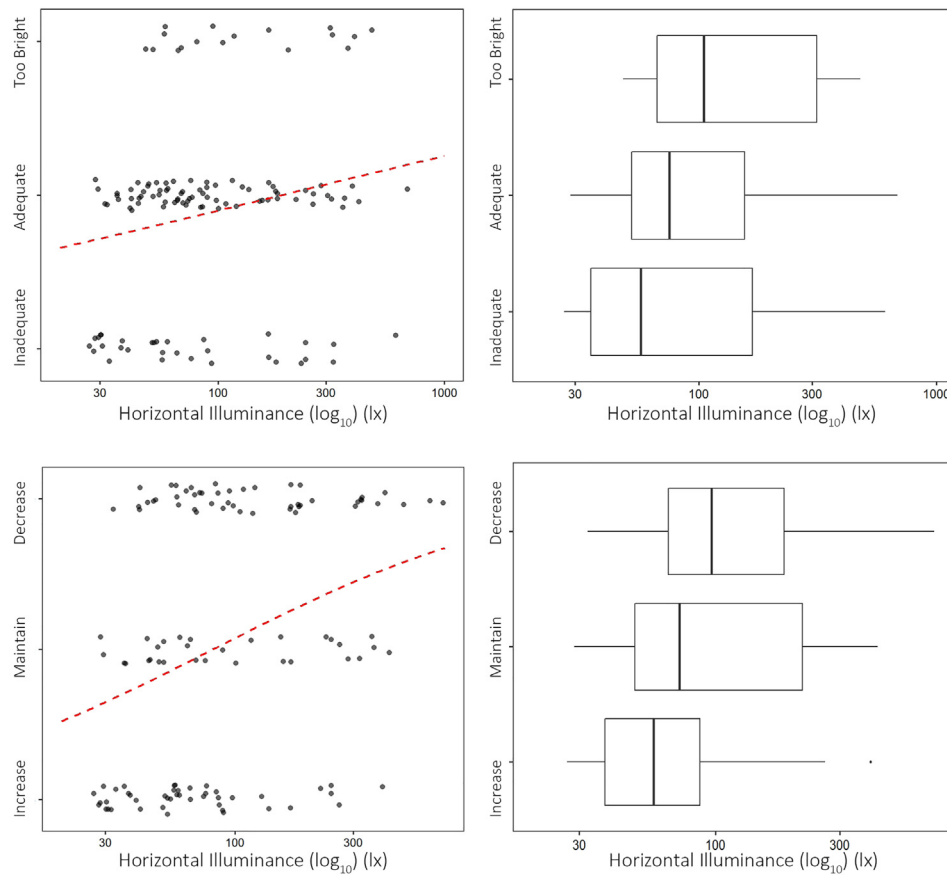 Too Bright
Adequate
Inadequate
30
100
300
1000
Horizontal Illuminance (log10) (lx)
Too Bright
Adequate
Inadequate
30
100
300
1000
Horizontal Illuminance (log10) (lx)
Decrease
Maintain
Increase
30
100
300
Horizontal Illuminance (log10) (lx)
Decrease
Maintain
Increase
30
100
300
Horizontal Illuminance (log10) (lx)